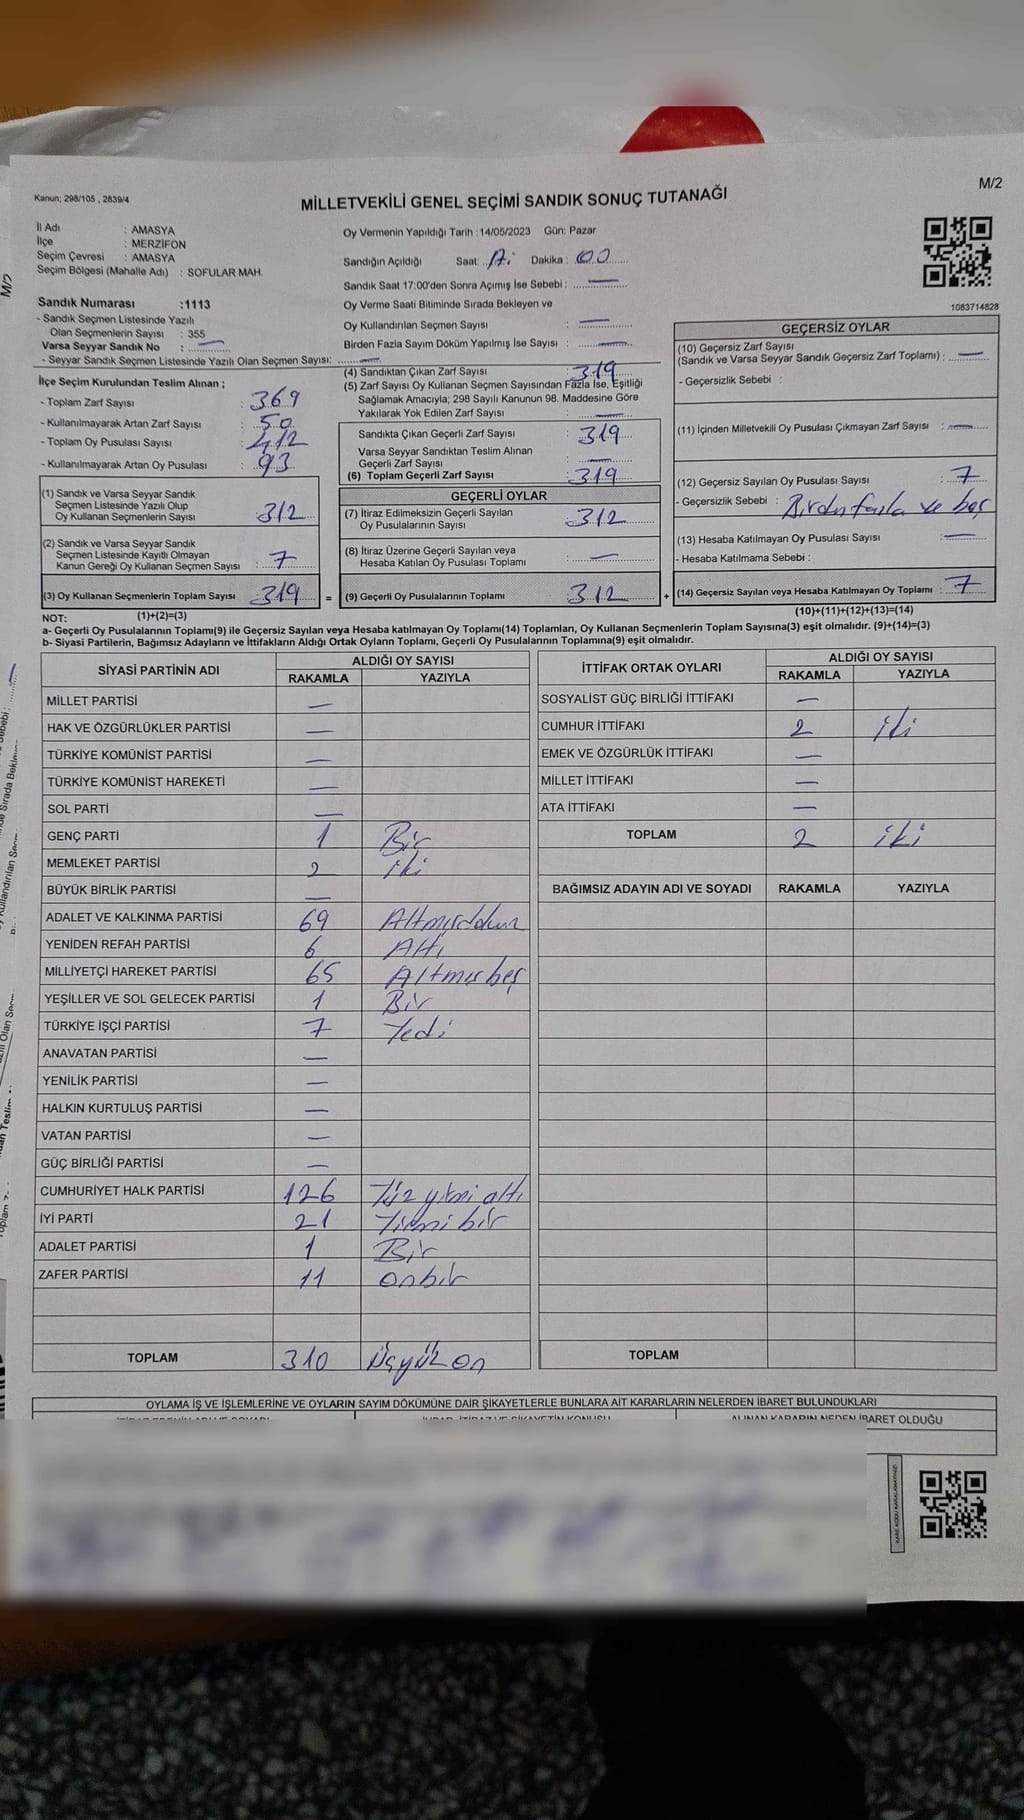 M/2
Kanun; 298/105 , 2839/4
MİLLETVEKİLİ GENEL SEÇİMİ SANDIK SONUÇ TUTANAĞI
İl Adı : AMASYA
İlçe : MERZİFON
Seçim Çevresi : AMASYA
Seçim Bölgesi (Mahalle Adı) : SOFULAR MAH.
Oy Vermenin Yapıldığı Tarih : 14/05/2023 Gün: Pazar
Sandığın Açıldığı Saat: Dakika : 00
Sandık Saat 17:00'den Sonra Açımış İse Sebebi : —
Oy Verme Saati Bitiminde Sırada Bekleyen ve
Oy Kullandırılan Seçmen Sayısı : —
Birden Fazla Sayım Döküm Yapılmış İse Sayısı : —
1083714828
Sandık Numarası :1113
- Sandık Seçmen Listesinde Yazılı
Olan Seçmenlerin Sayısı : 355
Varsa Seyyar Sandık No : —
- Seyyar Sandık Seçmen Listesinde Yazılı Olan Seçmen Sayısı: —
İlçe Seçim Kurulundan Teslim Alınan ;
- Toplam Zarf Sayısı : 369
- Kullanılmayarak Artan Zarf Sayısı : 50
- Toplam Oy Pusulası Sayısı : 412
- Kullanılmayarak Artan Oy Pusulası : 93
(1) Sandık ve Varsa Seyyar Sandık
Seçmen Listesinde Yazılı Olup
Oy Kullanan Seçmenlerin Sayısı : 312
(2) Sandık ve Varsa Seyyar Sandık
Seçmen Listesinde Kayıtlı Olmayan
Kanun Gereği Oy Kullanan Seçmen Sayısı : 7
(3) Oy Kullanan Seçmenlerin Toplam Sayısı : 319
(4) Sandıktan Çıkan Zarf Sayısı : 319
(5) Zarf Sayısı Oy Kullanan Seçmen Sayısından Fazla İse, Eşitliği
Sağlamak Amacıyla; 298 Sayılı Kanunun 98. Maddesine Göre
Yakılarak Yok Edilen Zarf Sayısı : —
Sandıkta Çıkan Geçerli Zarf Sayısı : 319
Varsa Seyyar Sandıktan Teslim Alınan
Geçerli Zarf Sayısı : —
(6) Toplam Geçerli Zarf Sayısı : 319
GEÇERLİ OYLAR
(7) İtiraz Edilmeksizin Geçerli Sayılan
Oy Pusulalarının Sayısı : 312
(8) İtiraz Üzerine Geçerli Sayılan veya
Hesaba Katılan Oy Pusulası Toplamı : —
= (9) Geçerli Oy Pusulalarının Toplamı 312 +
GEÇERSİZ OYLAR
(10) Geçersiz Zarf Sayısı
(Sandık ve Varsa Seyyar Sandık Geçersiz Zarf Toplamı) : —
- Geçersizlik Sebebi :
(11) İçinden Milletvekili Oy Pusulası Çıkmayan Zarf Sayısı : —
(12) Geçersiz Sayılan Oy Pusulası Sayısı : 7
- Geçersizlik Sebebi : Birden fazla ve boş
(13) Hesaba Katılmayan Oy Pusulası Sayısı : —
- Hesaba Katılmama Sebebi :
(14) Geçersiz Sayılan veya Hesaba Katılmayan Oy Toplamı : 7
NOT: (1)+(2)=(3) (10)+(11)+(12)+(13)=(14)
a- Geçerli Oy Pusulalarının Toplamı(9) ile Geçersiz Sayılan veya Hesaba katılmayan Oy Toplamı(14) Toplamları, Oy Kullanan Seçmenlerin Toplam Sayısına(3) eşit olmalıdır. (9)+(14)=(3)
b- Siyasi Partilerin, Bağımsız Adayların ve İttifakların Aldığı Ortak Oyların Toplamı, Geçerli Oy Pusulalarının Toplamına(9) eşit olmalıdır.
SİYASİ PARTİNİN ADI ALDIĞI OY SAYISI
RAKAMLA YAZIYLA
MİLLET PARTİSİ —
HAK VE ÖZGÜRLÜKLER PARTİSİ —
TÜRKİYE KOMÜNİST PARTİSİ —
TÜRKİYE KOMÜNİST HAREKETİ —
SOL PARTİ —
GENÇ PARTİ 1 Bir
MEMLEKET PARTİSİ 2 iki
BÜYÜK BİRLİK PARTİSİ —
ADALET VE KALKINMA PARTİSİ 69 Altmışdokuz
YENİDEN REFAH PARTİSİ 6 Altı
MİLLİYETÇİ HAREKET PARTİSİ 65 Altmışbeş
YEŞİLLER VE SOL GELECEK PARTİSİ 1 Bir
TÜRKİYE İŞÇİ PARTİSİ 7 Yedi
ANAVATAN PARTİSİ —
YENİLİK PARTİSİ —
HALKIN KURTULUŞ PARTİSİ —
VATAN PARTİSİ —
GÜÇ BİRLİĞİ PARTİSİ —
CUMHURİYET HALK PARTİSİ 126 Yüz yirmi altı
İYİ PARTİ 21 Yirmi bir
ADALET PARTİSİ 1 Bir
ZAFER PARTİSİ 11 onbir
TOPLAM 310 üçyüz on
İTTİFAK ORTAK OYLARI ALDIĞI OY SAYISI
RAKAMLA YAZIYLA
SOSYALİST GÜÇ BİRLİĞİ İTTİFAKI —
CUMHUR İTTİFAKI 2 iki
EMEK VE ÖZGÜRLÜK İTTİFAKI —
MİLLET İTTİFAKI —
ATA İTTİFAKI —
TOPLAM 2 iki
BAĞIMSIZ ADAYIN ADI VE SOYADI RAKAMLA YAZIYLA
TOPLAM
OYLAMA İŞ VE İŞLEMLERİNE VE OYLARIN SAYIM DÖKÜMÜNE DAİR ŞİKAYETLERLE BUNLARA AİT KARARLARIN NELERDEN İBARET BULUNDUKLARI
ALINAN KARARIN NEDEN İBARET OLDUĞU